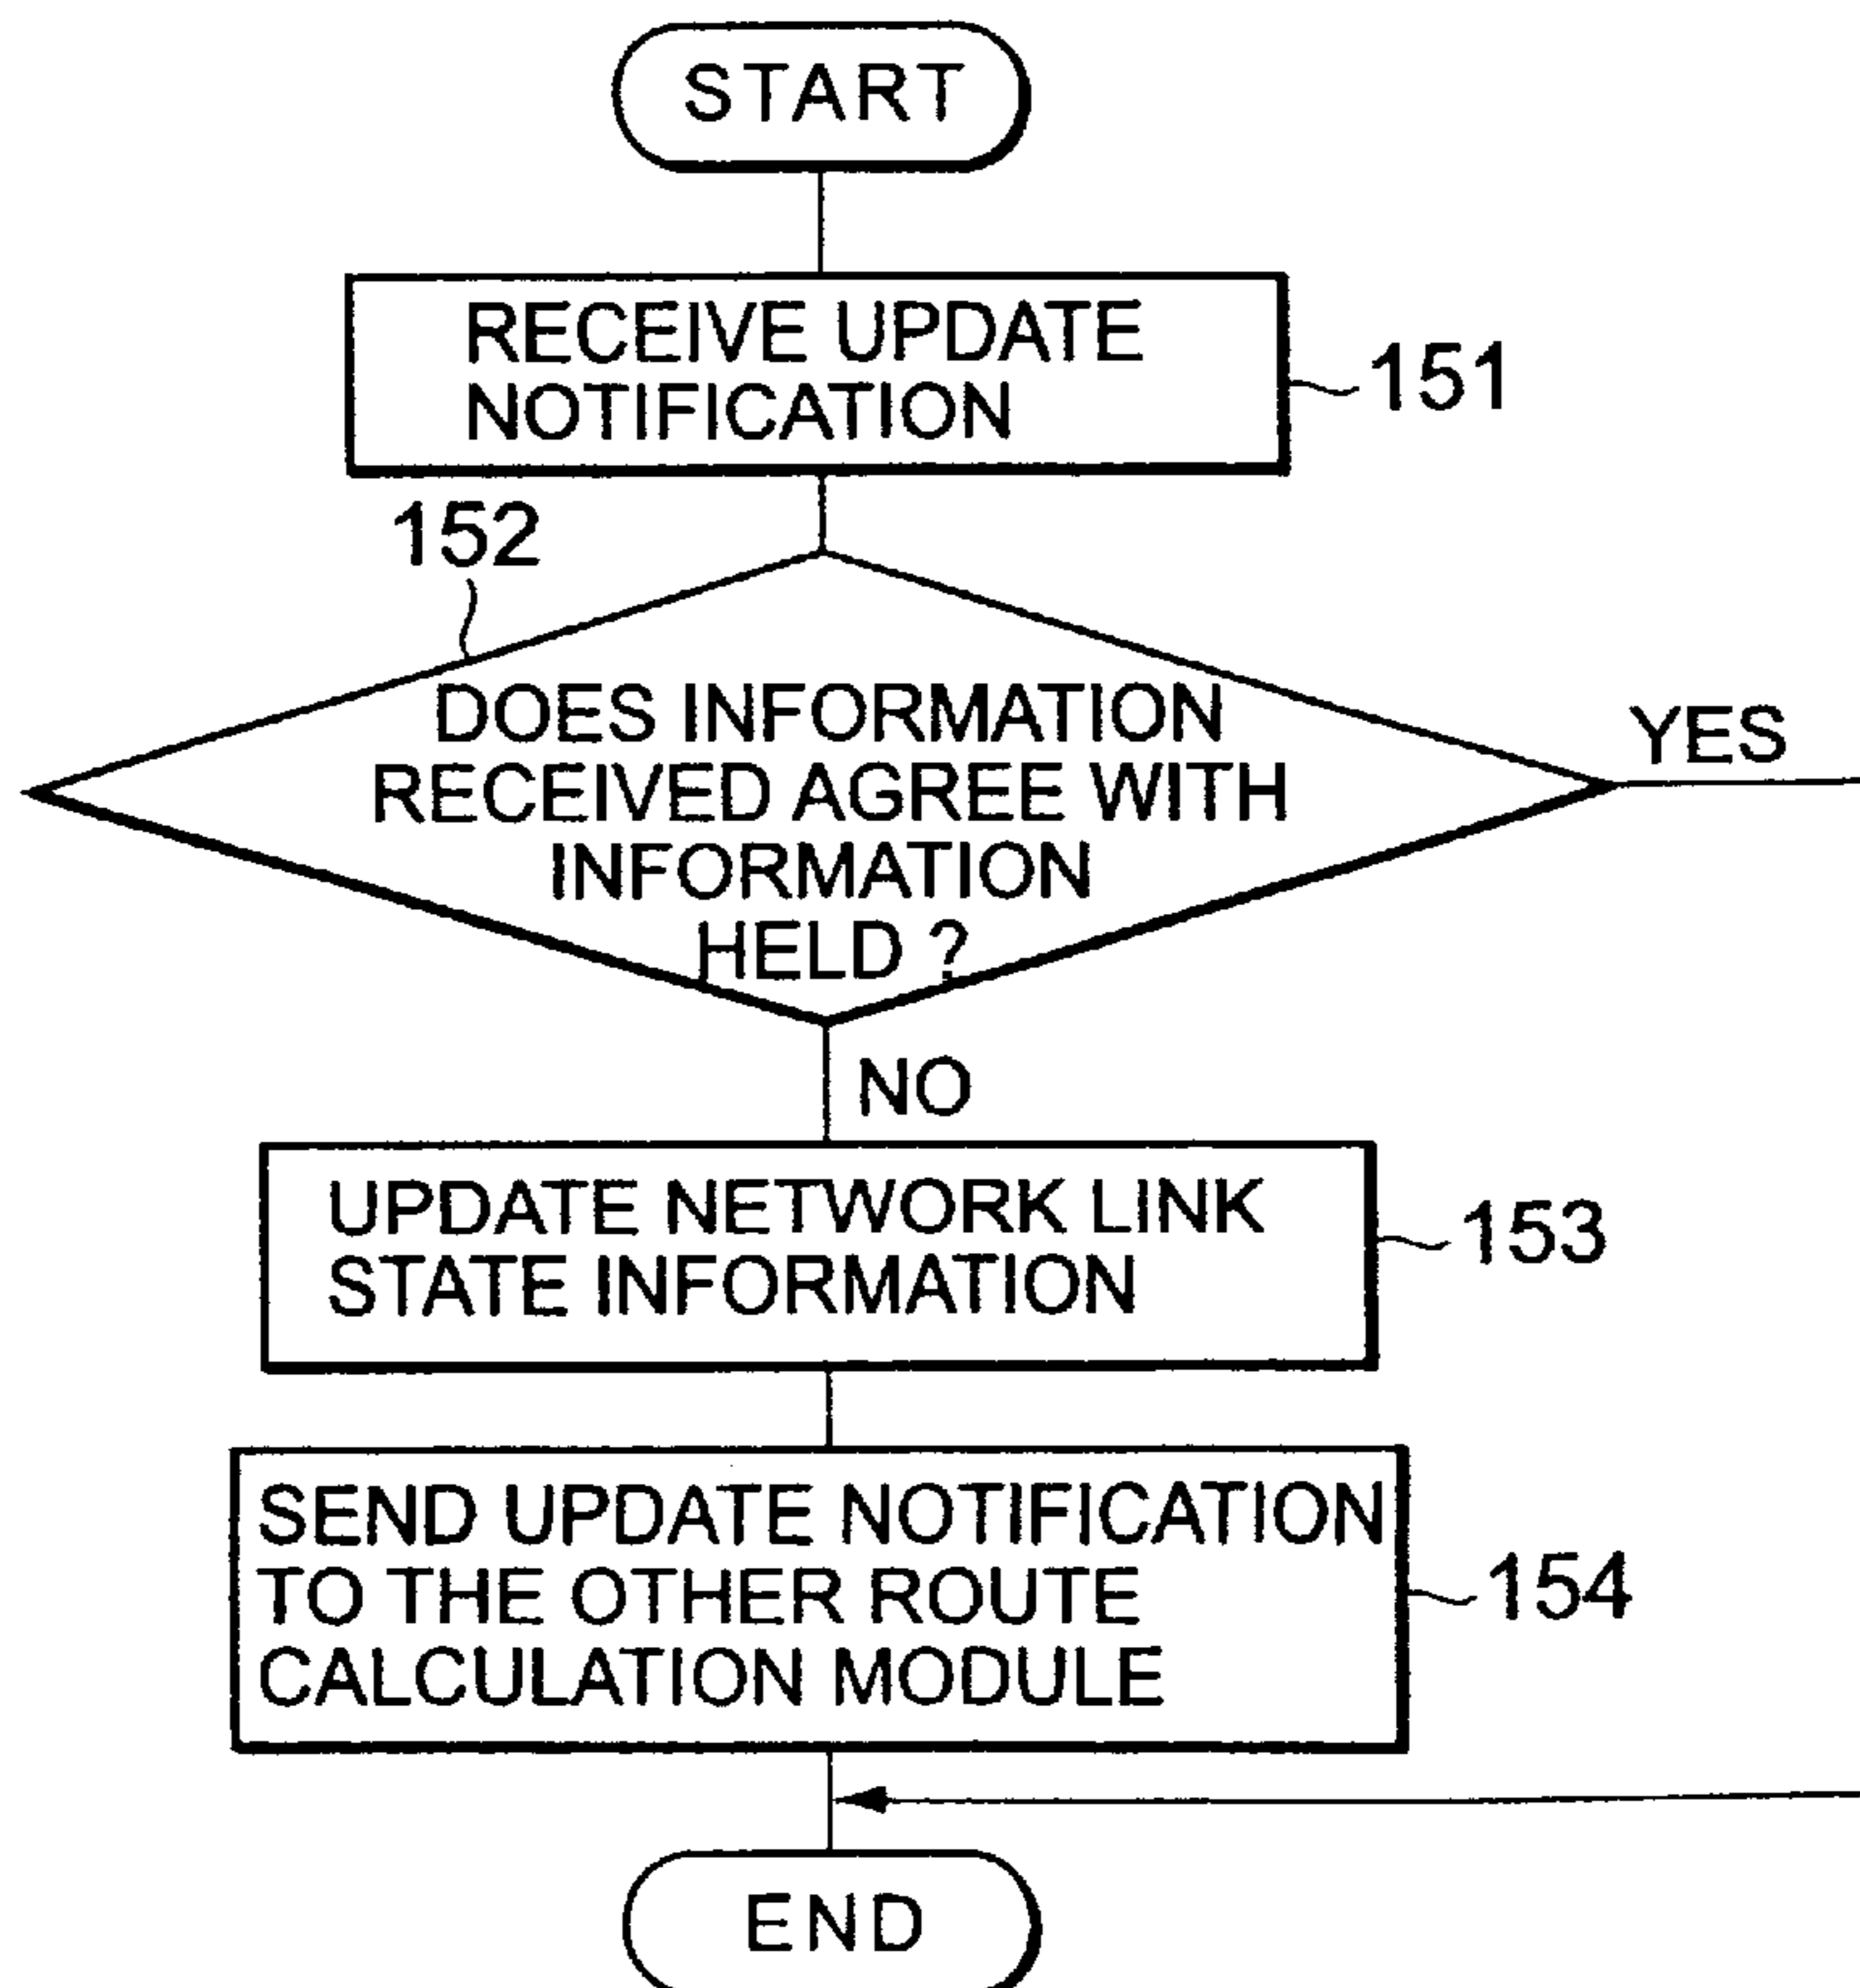 START
RECEIVE UPDATE
NOTIFICATION
151
152
DOES INFORMATION
RECEIVED AGREE WITH
INFORMATION
HELD ?
YES
NO
UPDATE NETWORK LINK
STATE INFORMATION
153
SEND UPDATE NOTIFICATION
TO THE OTHER ROUTE
CALCULATION MODULE
154
END